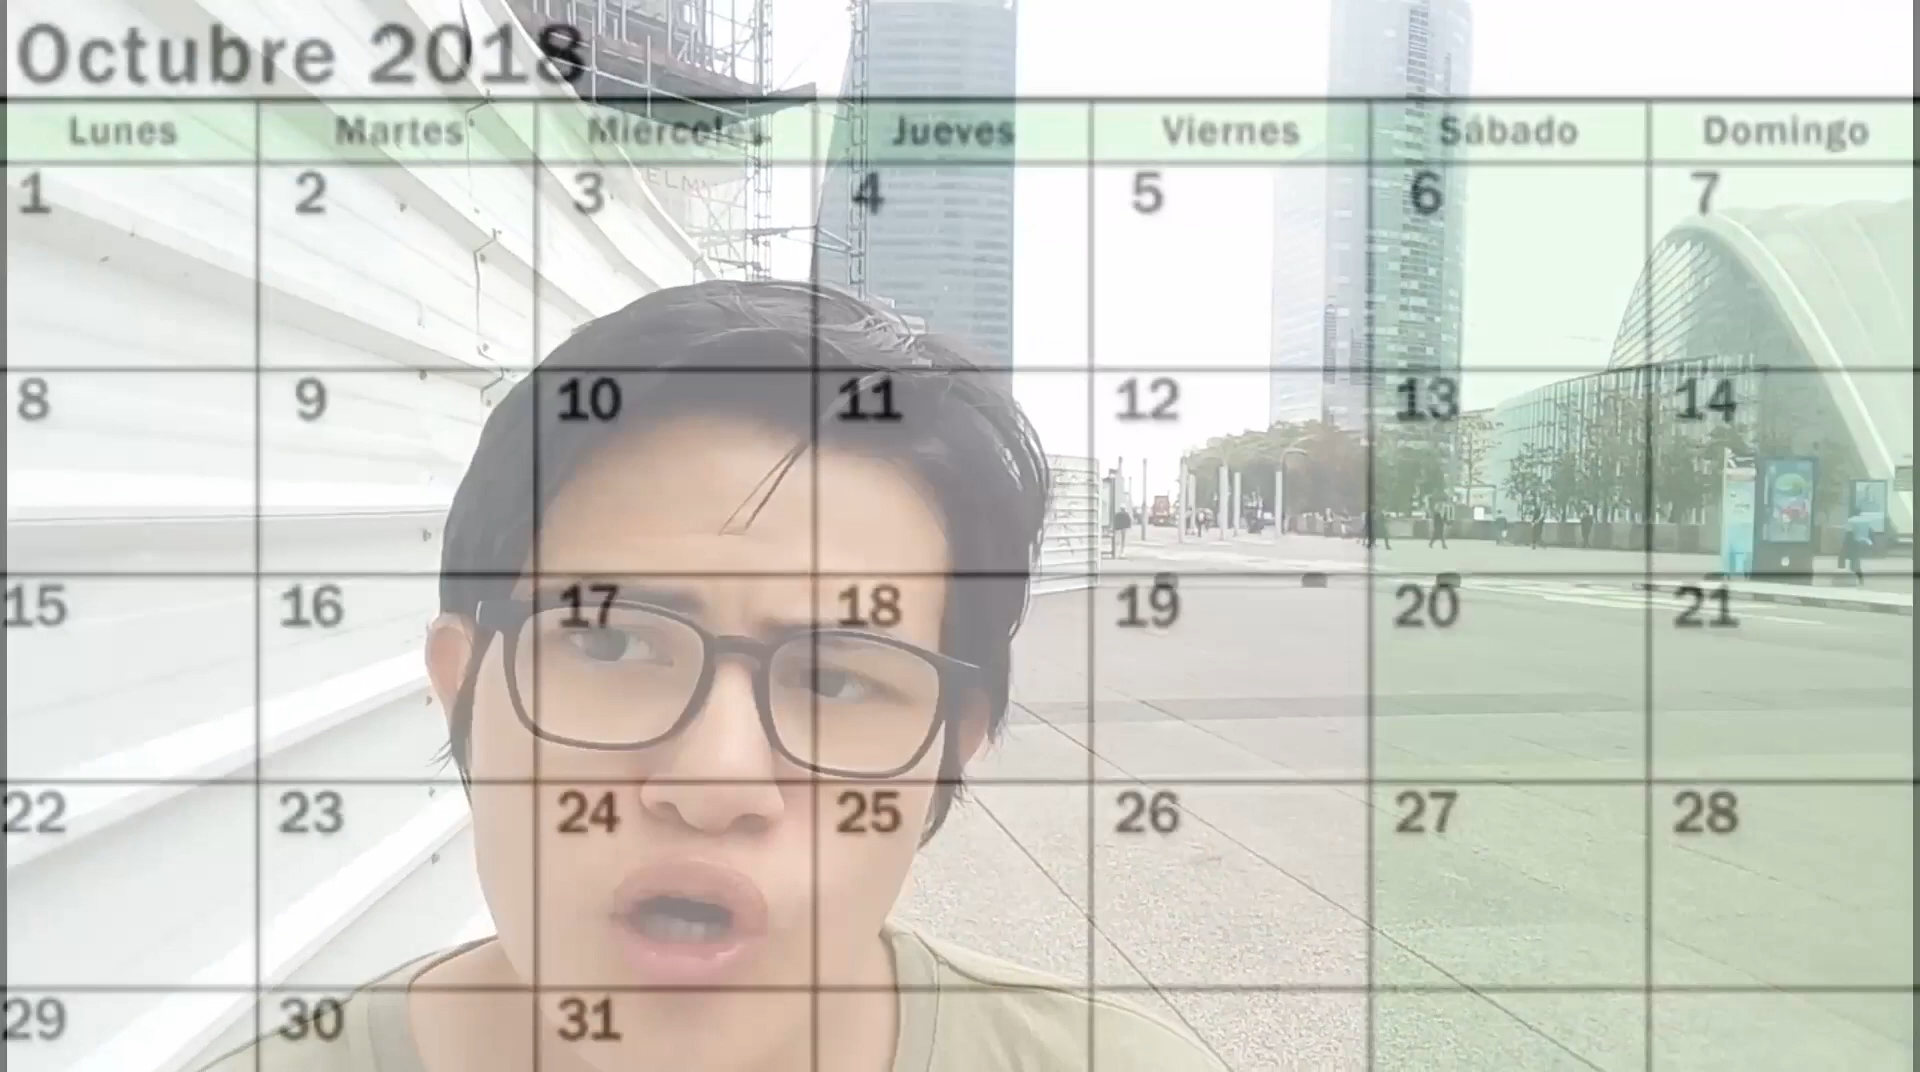 Octubre 2018
Lunes Martes Miércoles Jueves Viernes Sábado Domingo
1 2 3 4 5 6 7
8 9 10 11 12 13 14
15 16 17 18 19 20 21
22 23 24 25 26 27 28
29 30 31